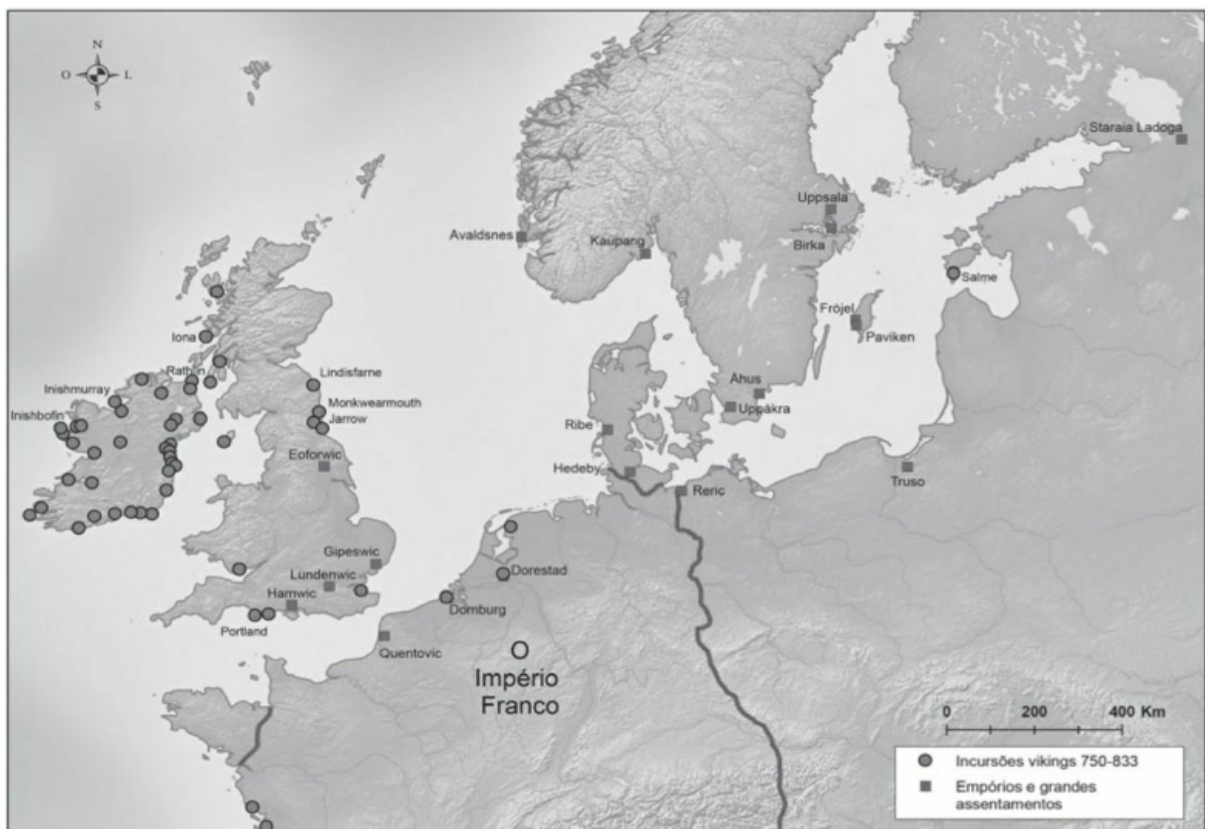 N
O
L
S
Staraia Ladoga
Uppsala
Avaldsnes
Kaupang
Birka
Salme
Fröjel
Paviken
Iona
Rathlin
Lindisfarne
Inishmurray
Åhus
Monkwearmouth
Inishbofin
Uppåkra
Jarrow
Ribe
Eoforwic
Hedeby
Truso
Reric
Gipeswic
Dorestad
Lundenwic
Hamwic
Domburg
Portland
Quentovic
O
Império
Franco
0 200 400 Km
Incursões vikings 750-833
Empórios e grandes
assentamentos